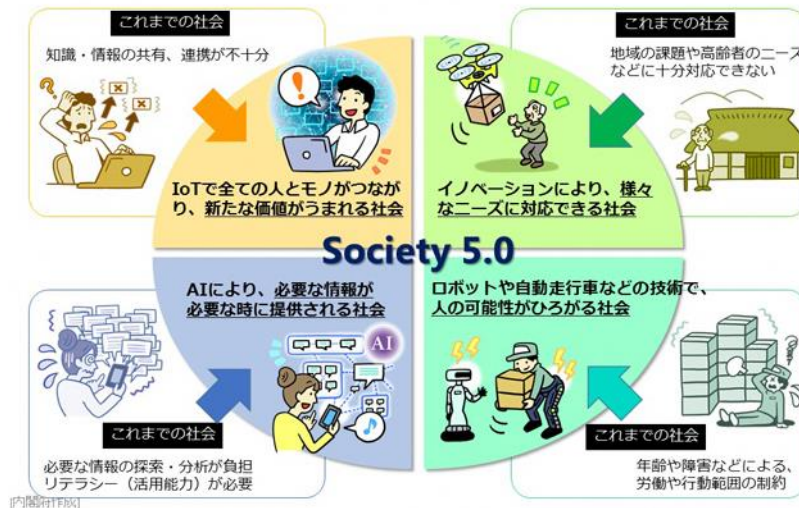 これまでの社会
知識・情報の共有、連携が不十分
IoTで全ての人とモノがつなが
り、新たな価値がうまれる社会
これまでの社会
地域の課題や高齢者のニーズ
などに十分対応できない
イノベーションにより、様々
なニーズに対応できる社会
Society 5.0
AIにより、必要な情報が
必要な時に提供される社会
AI
これまでの社会
必要な情報の探索・分析が負担
リテラシー（活用能力）が必要
ロボットや自動走行車などの技術で、
人の可能性がひろがる社会
これまでの社会
年齢や障害などによる、
労働や行動範囲の制約
[内閣府作成]